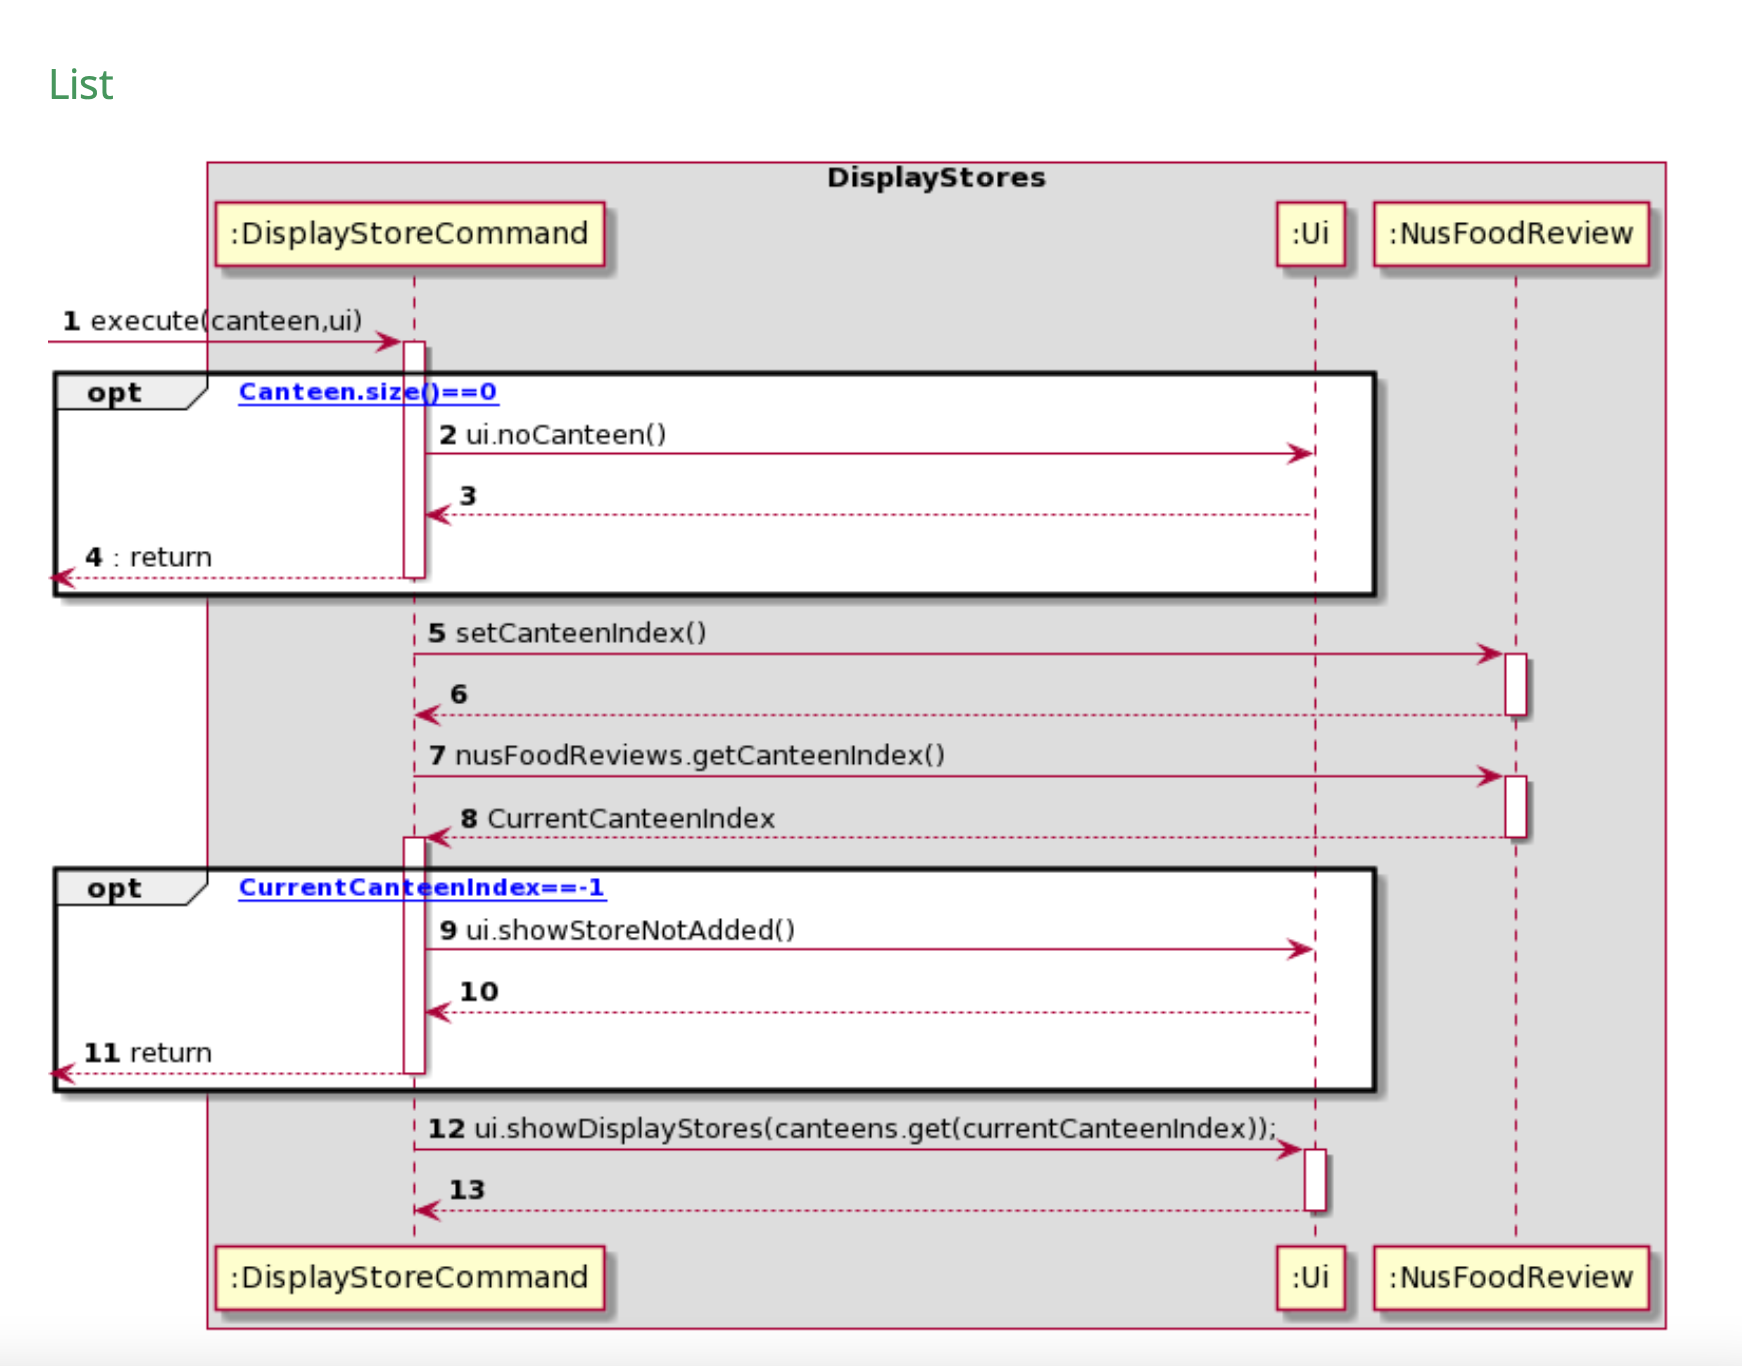 List
DisplayStores
:DisplayStoreCommand
:Ui
:NusFoodReview
1 execute(canteen,ui)
opt Canteen.size()==0
2 ui.noCanteen()
3
4 : return
5 setCanteenIndex()
6
7 nusFoodReviews.getCanteenIndex()
8 CurrentCanteenIndex
opt CurrentCanteenIndex==-1
9 ui.showStoreNotAdded()
10
11 return
12 ui.showDisplayStores(canteens.get(currentCanteenIndex));
13
:DisplayStoreCommand
:Ui
:NusFoodReview